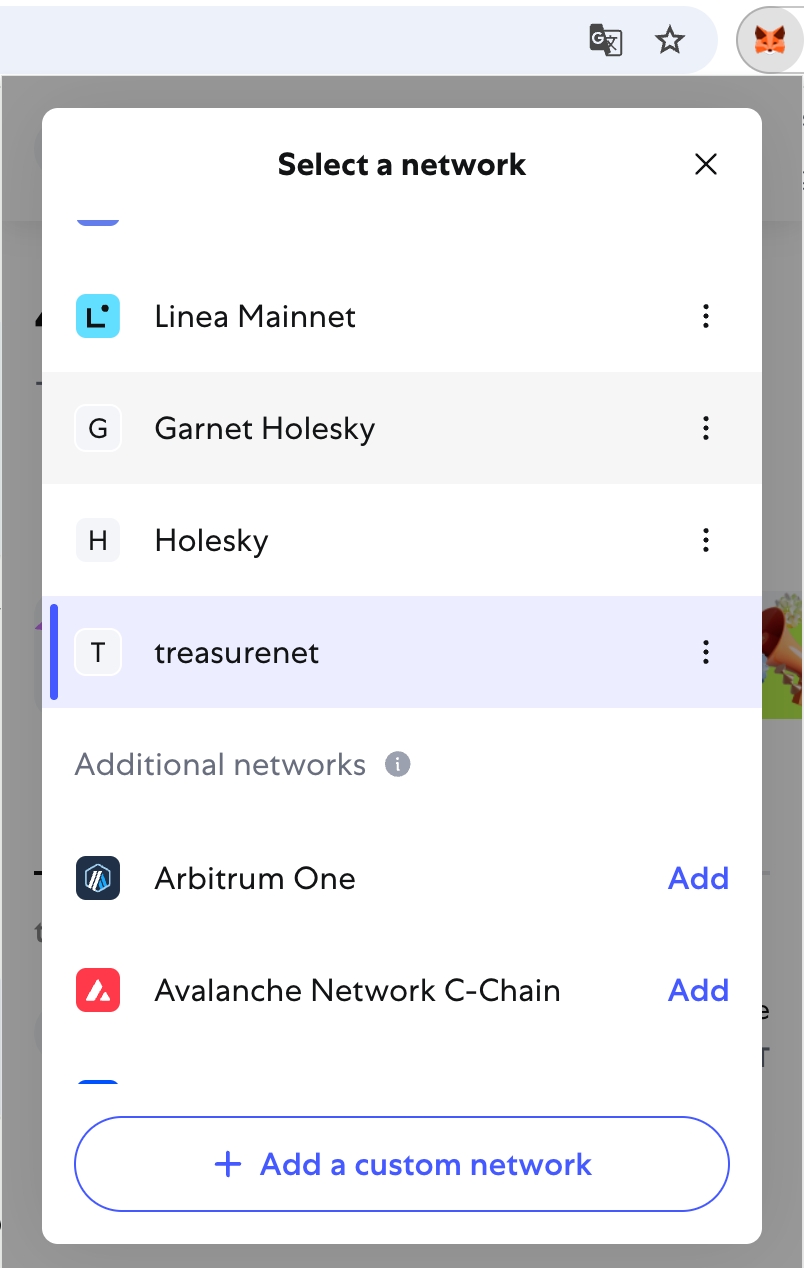 Select a network
Linea Mainnet
G Garnet Holesky
H Holesky
T treasurenet
Additional networks
Arbitrum One Add
Avalanche Network C-Chain Add
+ Add a custom network